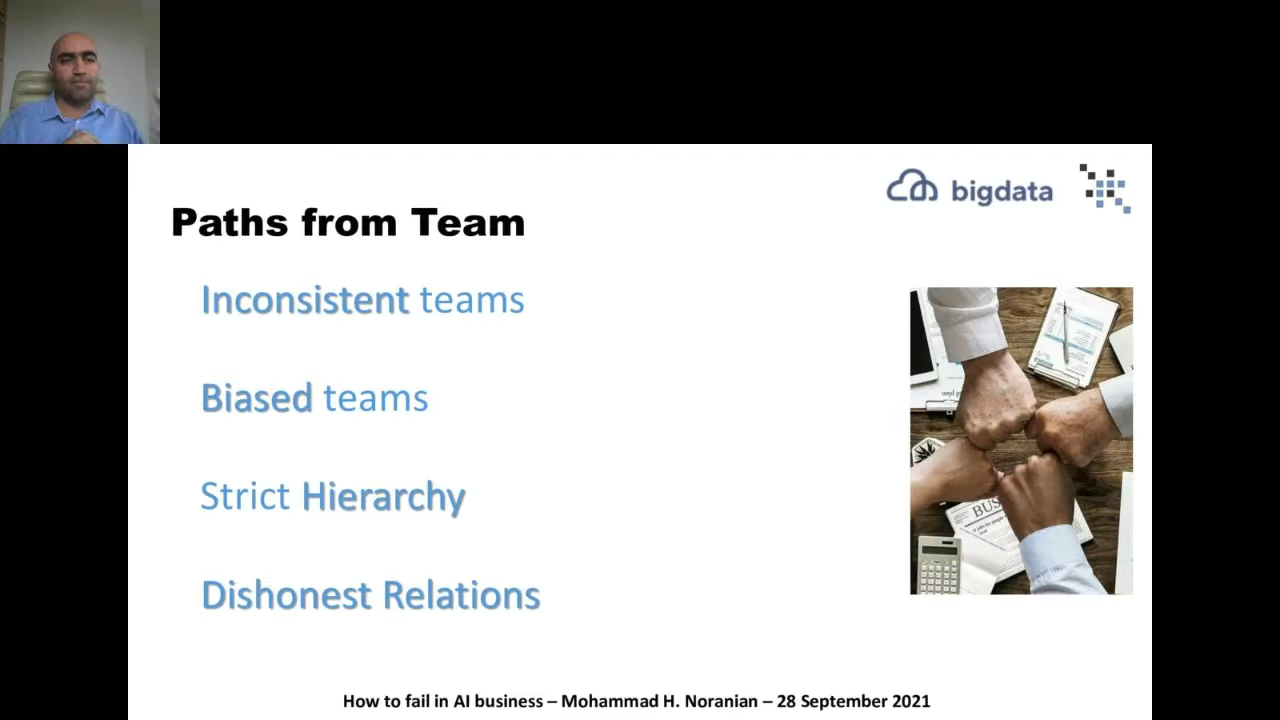 bigdata
Paths from Team
Inconsistent teams
Biased teams
Strict Hierarchy
Dishonest Relations
How to fail in AI business – Mohammad H. Noranian – 28 September 2021